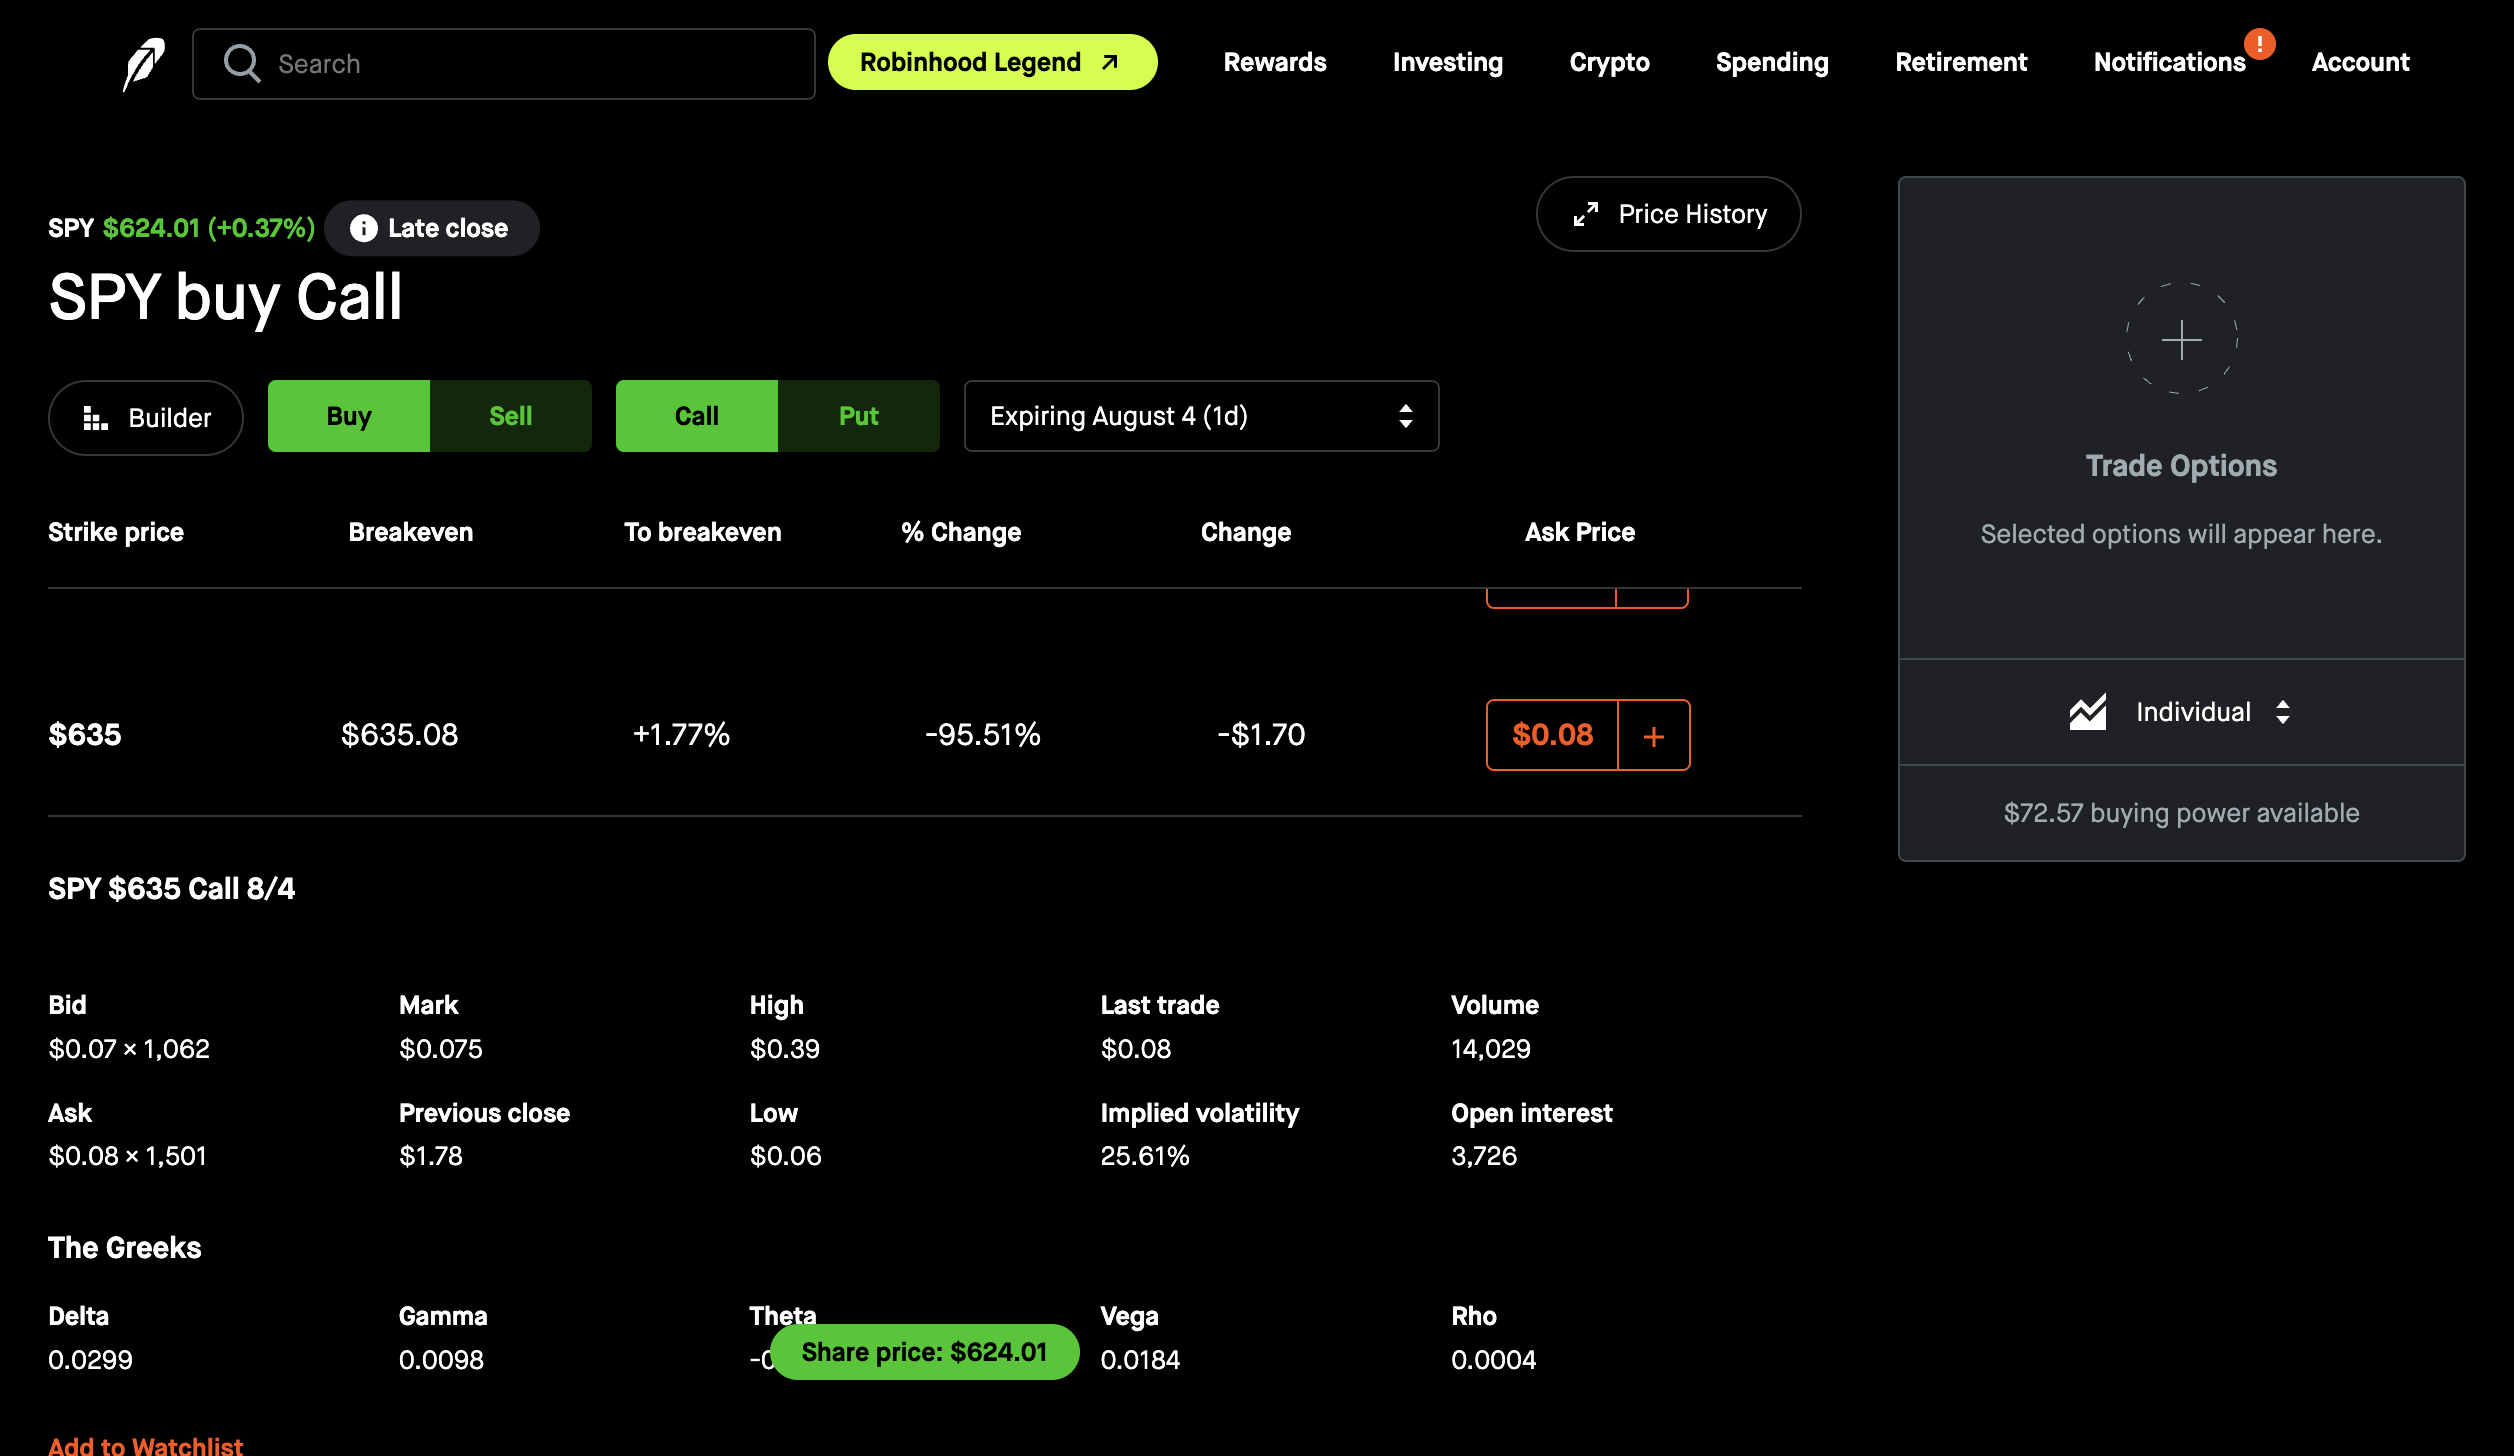 Search
Robinhood Legend
Rewards
Investing
Crypto
Spending
Retirement
Notifications
!
Account
SPY $624.01 (+0.37%)
Late close
Price History
SPY buy Call
Builder
Buy
Sell
Call
Put
Expiring August 4 (1d)
Strike price
Breakeven
To breakeven
% Change
Change
Ask Price
$635
$635.08
+1.77%
-95.51%
-$1.70
$0.08
+
SPY $635 Call 8/4
Bid
Mark
High
Last trade
Volume
$0.07 × 1,062
$0.075
$0.39
$0.08
14,029
Ask
Previous close
Low
Implied volatility
Open interest
$0.08 × 1,501
$1.78
$0.06
25.61%
3,726
The Greeks
Delta
Gamma
Theta
Vega
Rho
0.0299
0.0098
Share price: $624.01
0.0184
0.0004
Add to Watchlist
Trade Options
Selected options will appear here.
Individual
$72.57 buying power available